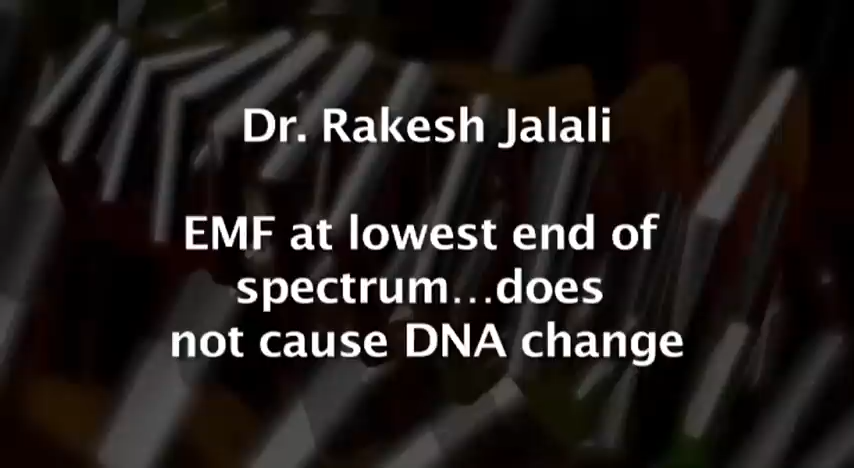 Dr. Rakesh Jalali
EMF at lowest end of
spectrum...does
not cause DNA change